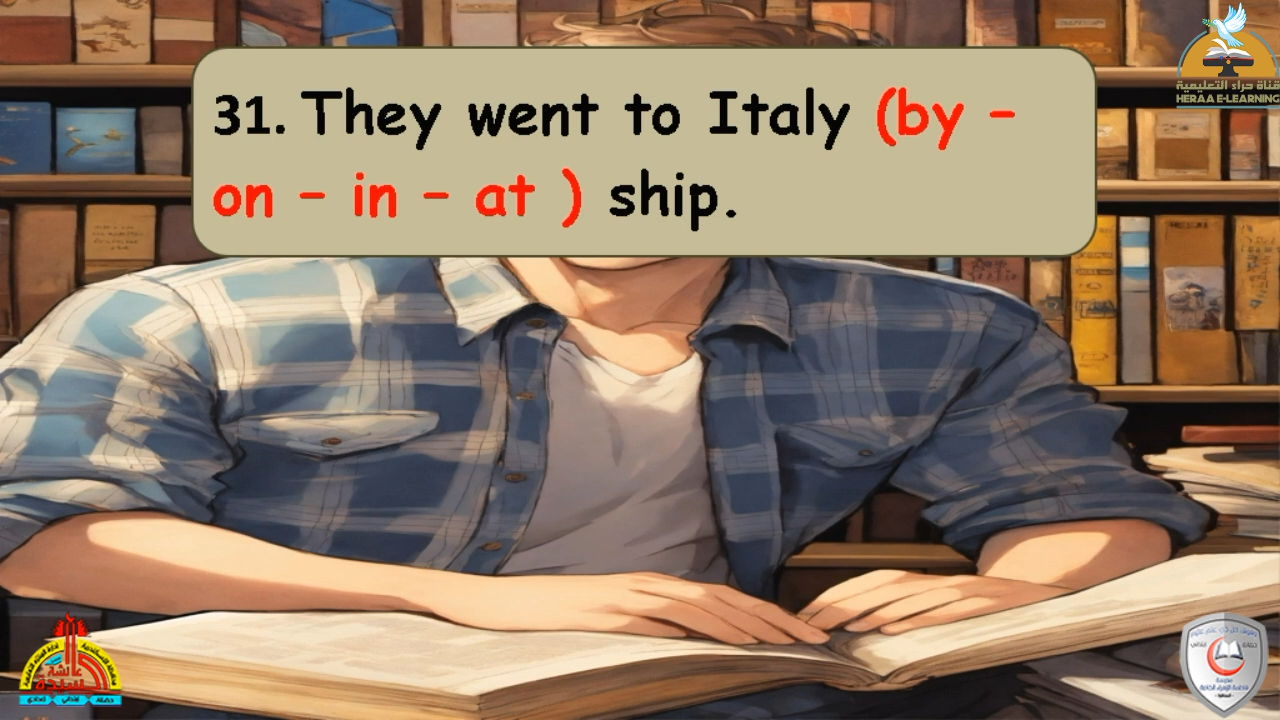 31. They went to Italy (by –
on – in – at ) ship.
قناة حراء التعليمية
HERAA E-LEARNING